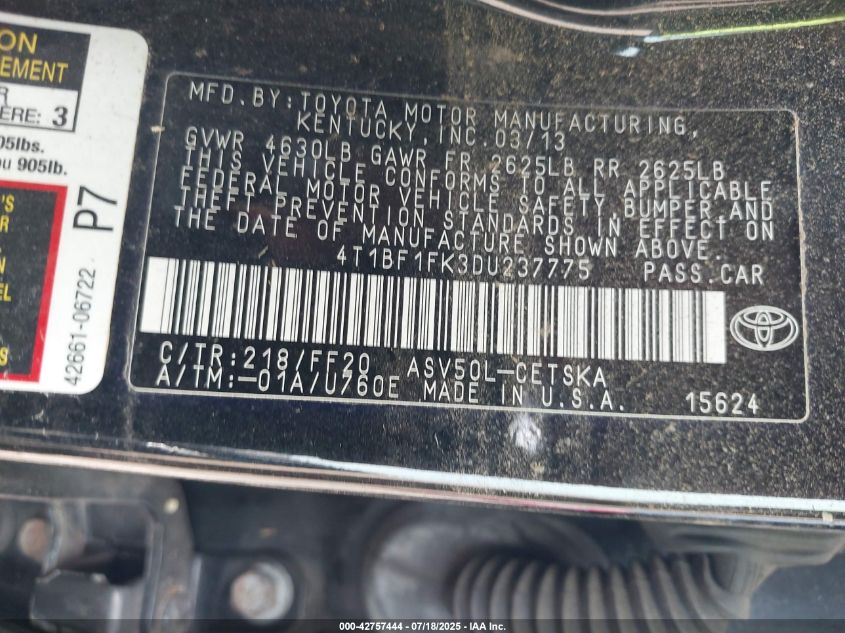 ON
EMENT
R
ERE: 3
05lbs.
ou 905lb.
'S
R
N
EL
S
P7
42661-06722
MFD.BY:TOYOTA MOTOR MANUFACTURING,
KENTUCKY,INC.03/13
GVWR 4630LB GAWR FR 2625LB RR 2625LB
THIS VEHICLE CONFORMS TO ALL APPLICABLE
FEDERAL MOTOR VEHICLE SAFETY,BUMPER,AND
THEFT PREVENTION STANDARDS IN EFFECT ON
THE DATE OF MANUFACTURE SHOWN ABOVE.
4T1BF1FK3DU237775 PASS.CAR
C/TR:218/FF20 ASV50L-CETSKA
A/TM:-01A/U760E MADE IN U.S.A. 15624
000-42757444 / 07/18/2025 - IAA Inc.